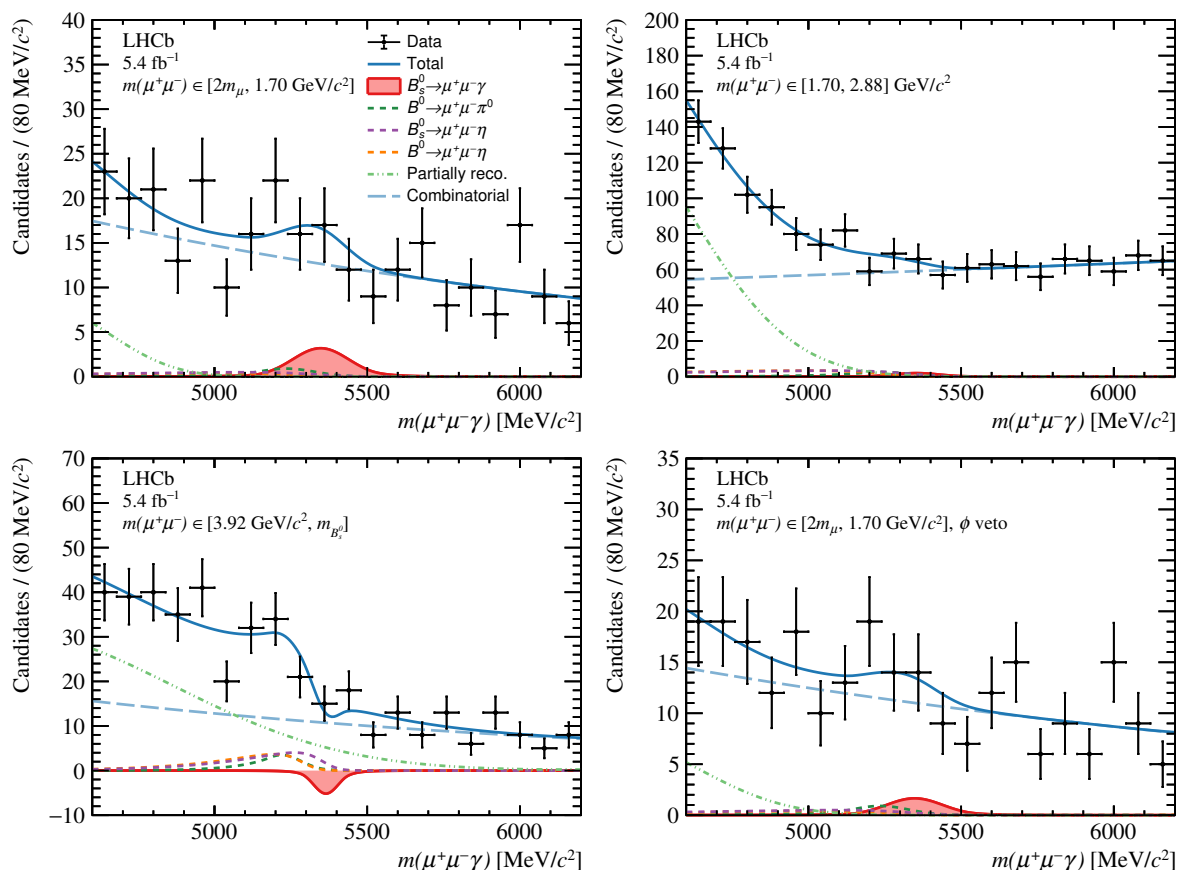 40
35
30
25
20
15
10
5
0
Candidates / (80 MeV/c²)
LHCb
5.4 fb⁻¹
m(μ⁺μ⁻) ∈ [2m_μ, 1.70 GeV/c²]
Data
Total
B⁰_s→μ⁺μ⁻γ
B⁰→μ⁺μ⁻π⁰
B⁰_s→μ⁺μ⁻η
B⁰→μ⁺μ⁻η
Partially reco.
Combinatorial
5000 5500 6000
m(μ⁺μ⁻γ) [MeV/c²]
200
180
160
140
120
100
80
60
40
20
0
Candidates / (80 MeV/c²)
LHCb
5.4 fb⁻¹
m(μ⁺μ⁻) ∈ [1.70, 2.88] GeV/c²
5000 5500 6000
m(μ⁺μ⁻γ) [MeV/c²]
70
60
50
40
30
20
10
0
−10
Candidates / (80 MeV/c²)
LHCb
5.4 fb⁻¹
m(μ⁺μ⁻) ∈ [3.92 GeV/c², m_{B⁰_s}]
5000 5500 6000
m(μ⁺μ⁻γ) [MeV/c²]
35
30
25
20
15
10
5
0
Candidates / (80 MeV/c²)
LHCb
5.4 fb⁻¹
m(μ⁺μ⁻) ∈ [2m_μ, 1.70 GeV/c²], ϕ veto
5000 5500 6000
m(μ⁺μ⁻γ) [MeV/c²]